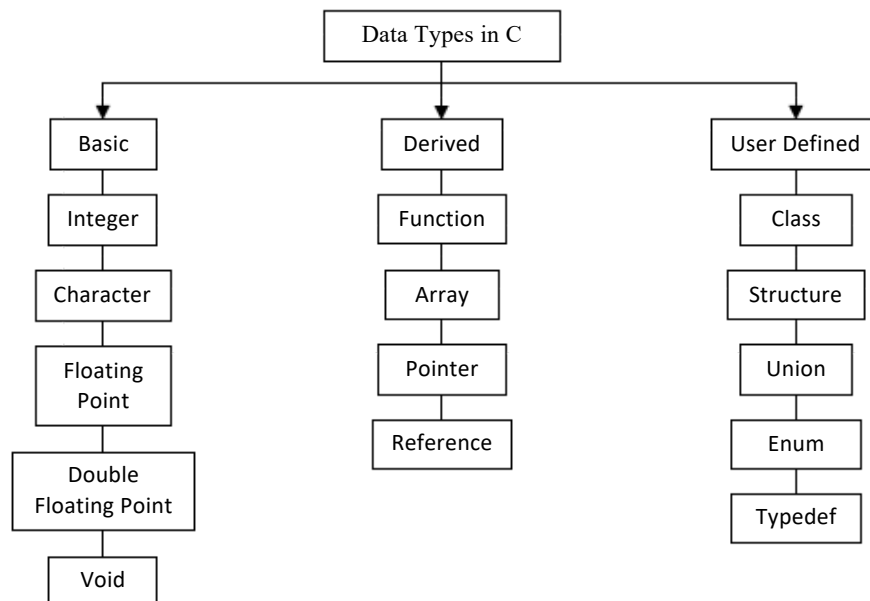 Data Types in C
Basic
Derived
User Defined
Integer
Function
Class
Character
Array
Structure
Floating
Point
Pointer
Union
Reference
Enum
Double
Floating Point
Typedef
Void